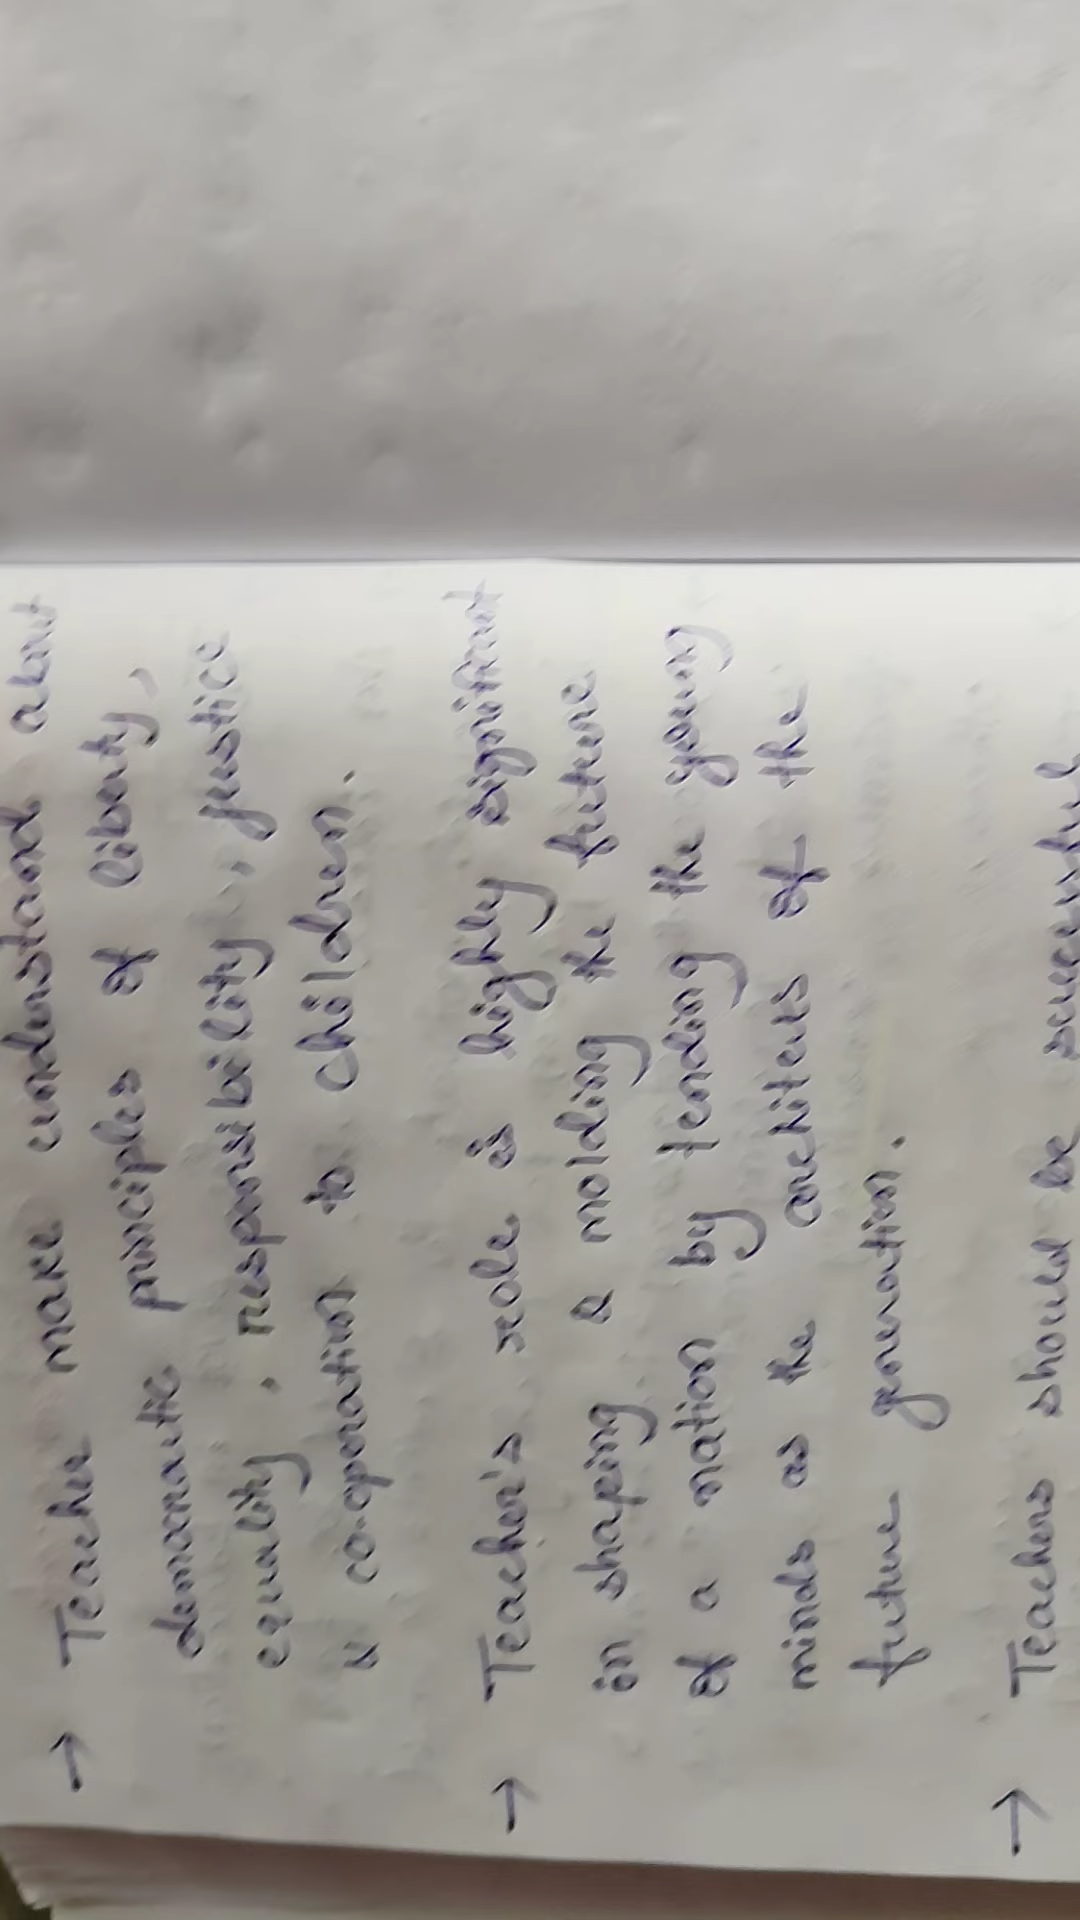 → Teacher make understand about
democratic principles of liberty,
equality, responsibility, justice
& co-operation to children.
→ Teacher's role is highly significant
in shaping & molding the future
of a nation by tending the young
minds as the architects of the
future generation.
→ Teachers should be successful